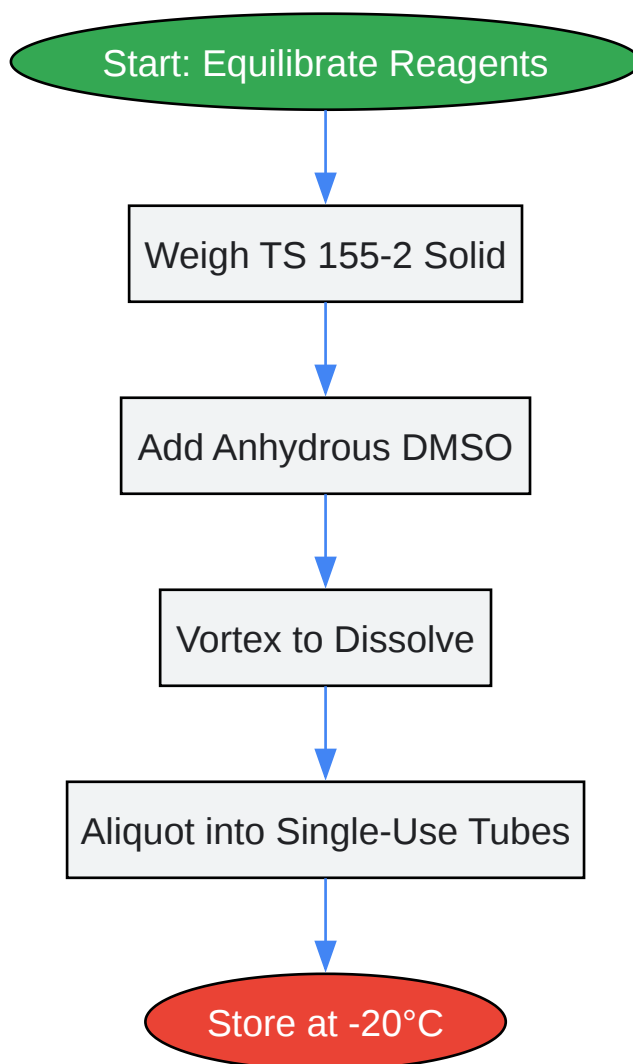 Start: Equilibrate Reagents
Weigh TS 155-2 Solid
Add Anhydrous DMSO
Vortex to Dissolve
Aliquot into Single-Use Tubes
Store at -20°C